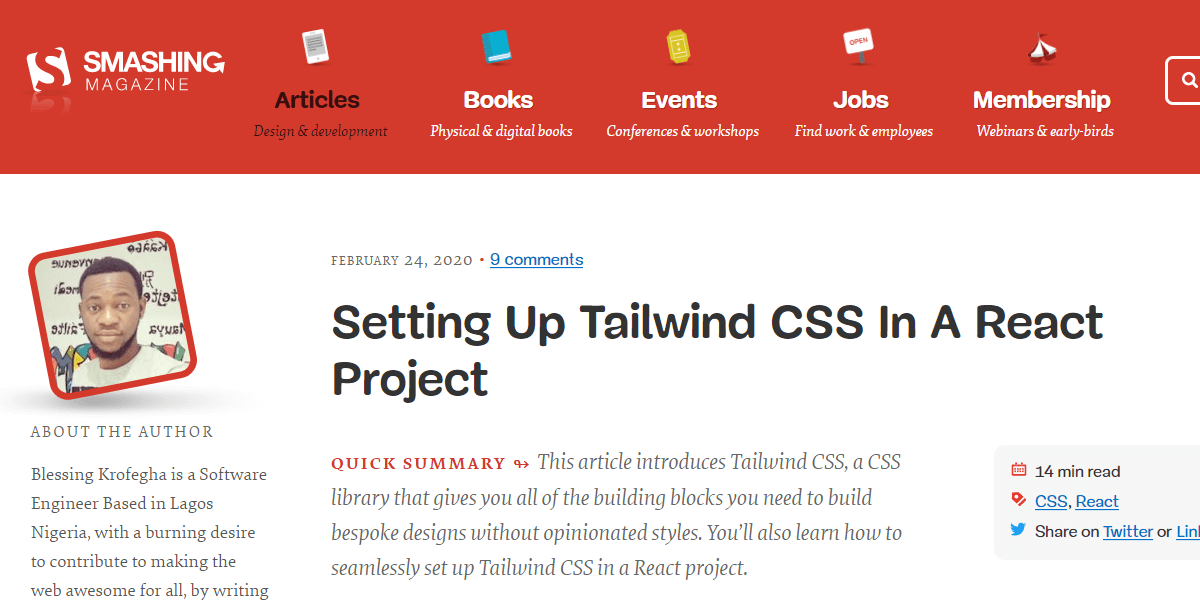 SMASHING
MAGAZINE
Articles
Design & development
Books
Physical & digital books
Events
Conferences & workshops
OPEN
Jobs
Find work & employees
Membership
Webinars & early-birds
FEBRUARY 24, 2020 • 9 comments
Setting Up Tailwind CSS In A React
Project
ABOUT THE AUTHOR
Blessing Krofegha is a Software
Engineer Based in Lagos
Nigeria, with a burning desire
to contribute to making the
web awesome for all, by writing
QUICK SUMMARY ↬ This article introduces Tailwind CSS, a CSS
library that gives you all of the building blocks you need to build
bespoke designs without opinionated styles. You’ll also learn how to
seamlessly set up Tailwind CSS in a React project.
14 min read
CSS, React
Share on Twitter or